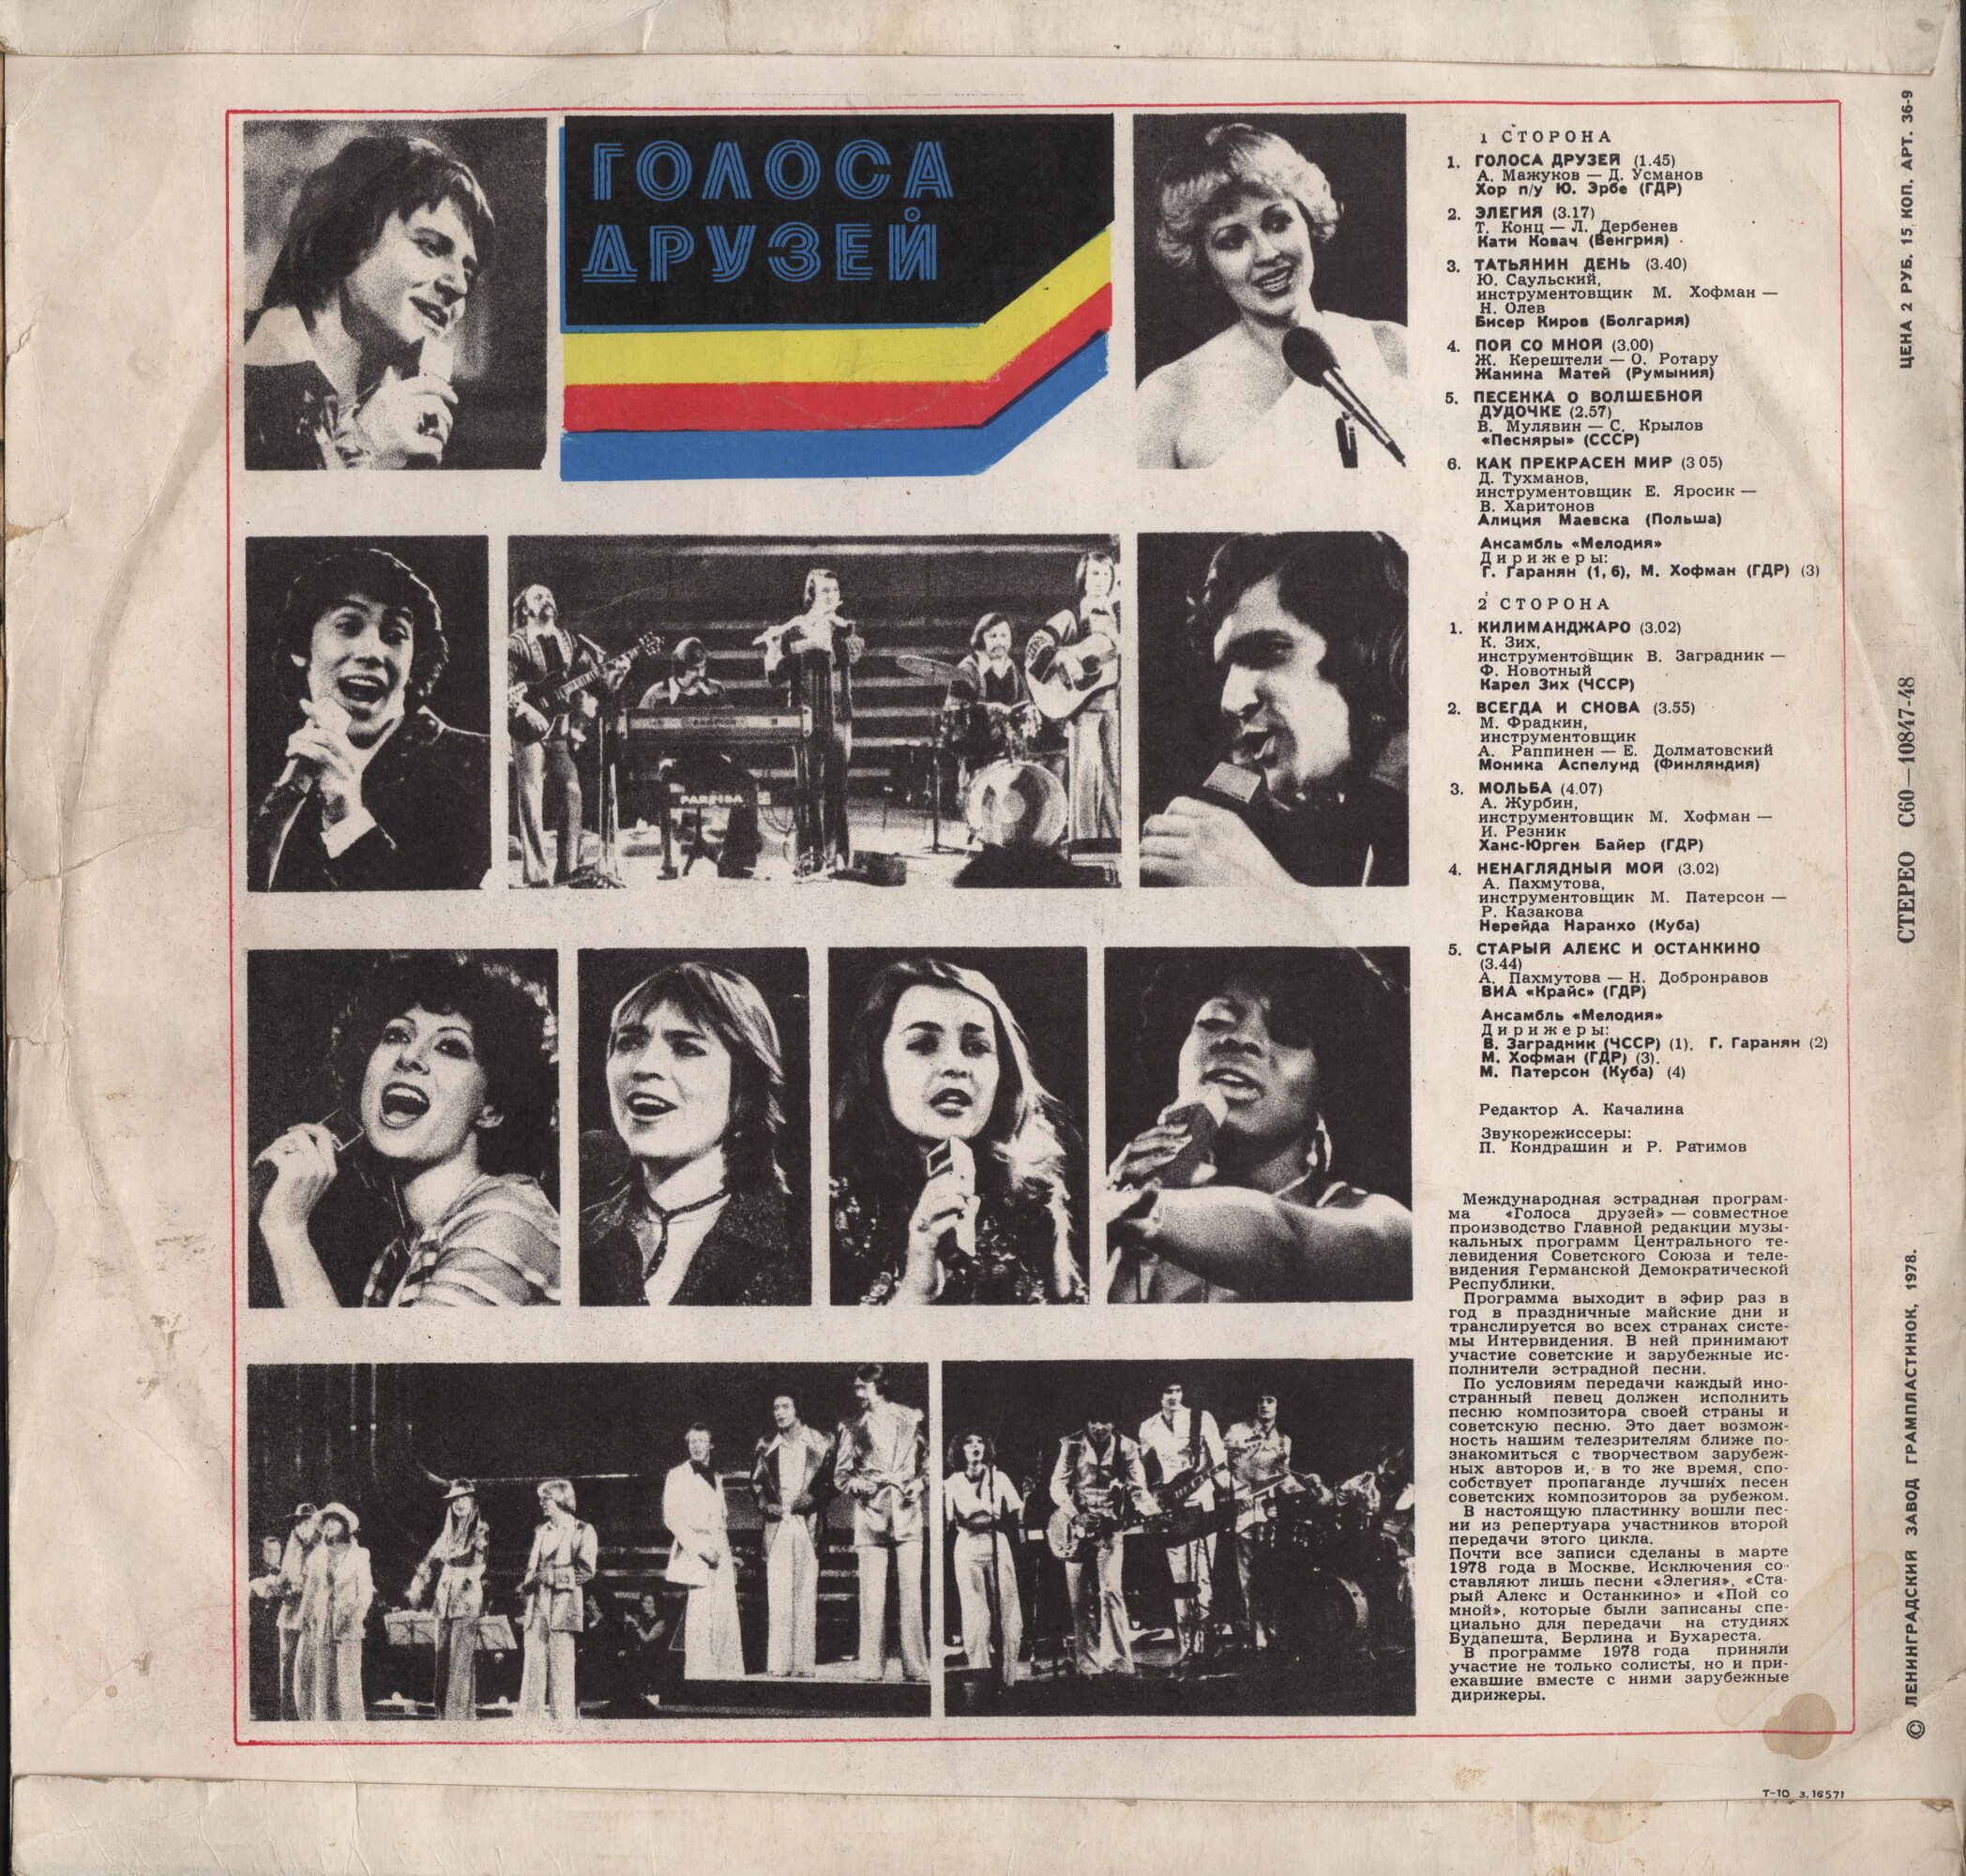 ГОЛОСА
ДРУЗЕЙ
1 СТОРОНА
1. ГОЛОСА ДРУЗЕЙ (1.45)
А. Мажуков — Д. Усманов
Хор п/у Ю. Эрбе (ГДР)
2. ЭЛЕГИЯ (3.17)
Т. Конц — Л. Дербенев
Кати Ковач (Венгрия)
3. ТАТЬЯНИН ДЕНЬ (3.40)
Ю. Саульский,
инструментовщик М. Хофман —
Н. Олев
Бисер Киров (Болгария)
4. ПОЙ СО МНОЙ (3.00)
Ж. Керештели — О. Ротару
Жанина Матей (Румыния)
5. ПЕСЕНКА О ВОЛШЕБНОЙ
ДУДОЧКЕ (2.57)
В. Мулявин — С. Крылов
«Песняры» (СССР)
6. КАК ПРЕКРАСЕН МИР (3 05)
Д. Тухманов,
инструментовщик Е. Яросик —
В. Харитонов
Алиция Маевска (Польша)
Ансамбль «Мелодия»
Дирижеры:
Г. Гаранян (1, 6), М. Хофман (ГДР) (3)
2 СТОРОНА
1. КИЛИМАНДЖАРО (3.02)
К. Зих,
инструментовщик В. Заградник —
Ф. Новотный
Карел Зих (ЧССР)
2. ВСЕГДА И СНОВА (3.55)
М. Фрадкин,
инструментовщик
А. Раппинен — Е. Долматовский
Моника Аспелунд (Финляндия)
3. МОЛЬБА (4.07)
А. Журбин,
инструментовщик М. Хофман —
И. Резник
Ханс-Юрген Байер (ГДР)
4. НЕНАГЛЯДНЫЙ МОЙ (3.02)
А. Пахмутова,
инструментовщик М. Патерсон —
Р. Казакова
Нерейда Наранхо (Куба)
5. СТАРЫЙ АЛЕКС И ОСТАНКИНО
(3.44)
А. Пахмутова — Н. Добронравов
ВИА «Крайс» (ГДР)
Ансамбль «Мелодия»
Дирижеры:
В. Заградник (ЧССР) (1), Г. Гаранян (2)
М. Хофман (ГДР) (3),
М. Патерсон (Куба) (4)
Редактор А. Качалина
Звукорежиссеры:
П. Кондрашин и Р. Рагимов
Международная эстрадная програм-
ма «Голоса друзей» — совместное
производство Главной редакции музы-
кальных программ Центрального те-
левидения Советского Союза и теле-
видения Германской Демократической
Республики.
Программа выходит в эфир раз в
год в праздничные майские дни и
транслируется во всех странах систе-
мы Интервидения. В ней принимают
участие советские и зарубежные ис-
полнители эстрадной песни.
По условиям передачи каждый ино-
странный певец должен исполнить
песню композитора своей страны и
советскую песню. Это дает возмож-
ность нашим телезрителям ближе по-
знакомиться с творчеством зарубеж-
ных авторов и, в то же время, спо-
собствует пропаганде лучших песен
советских композиторов за рубежом.
В настоящую пластинку вошли пес-
ни из репертуара участников второй
передачи этого цикла.
Почти все записи сделаны в марте
1978 года в Москве. Исключения со-
ставляют лишь песни «Элегия», «Ста-
рый Алекс и Останкино» и «Пой со
мной», которые были записаны спе-
циально для передачи на студиях
Будапешта, Берлина и Бухареста.
В программе 1978 года приняли
участие не только солисты, но и при-
ехавшие вместе с ними зарубежные
дирижеры.
ЦЕНА 2 РУБ. 15 КОП. АРТ. 36-9
СТЕРЕО С60—10847-48
© ЛЕНИНГРАДСКИЙ ЗАВОД ГРАМПЛАСТИНОК, 1978.
Т-10 з. 16571
FARFISA